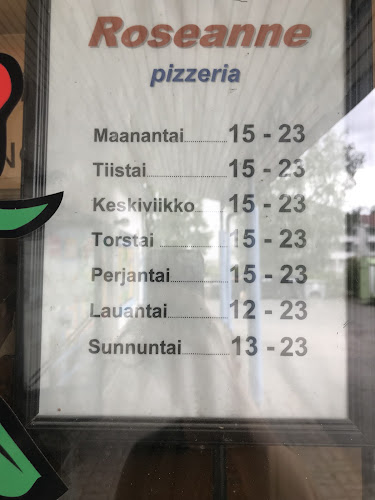 Roseanne
pizzeria
Maanantai..........15 - 23
Tiistai..................15 - 23
Keskiviikko.......15 - 23
Torstai ...............15 - 23
Perjantai............15 - 23
Lauantai.............12 - 23
Sunnuntai..........13 - 23